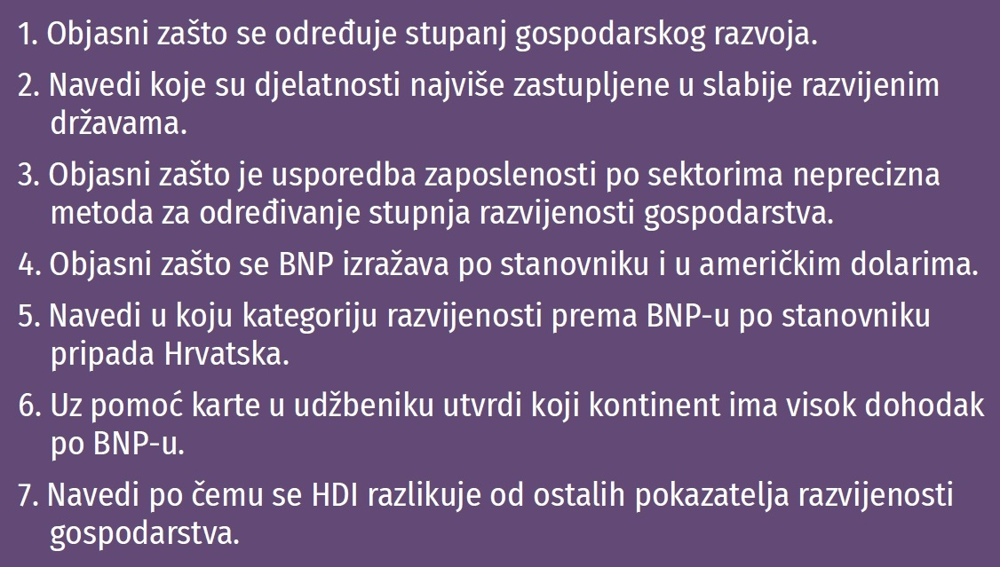 1. Objasni zašto se određuje stupanj gospodarskog razvoja.
2. Navedi koje su djelatnosti najviše zastupljene u slabije razvijenim
državama.
3. Objasni zašto je usporedba zaposlenosti po sektorima neprecizna
metoda za određivanje stupnja razvijenosti gospodarstva.
4. Objasni zašto se BNP izražava po stanovniku i u američkim dolarima.
5. Navedi u koju kategoriju razvijenosti prema BNP-u po stanovniku
pripada Hrvatska.
6. Uz pomoć karte u udžbeniku utvrdi koji kontinent ima visok dohodak
po BNP-u.
7. Navedi po čemu se HDI razlikuje od ostalih pokazatelja razvijenosti
gospodarstva.